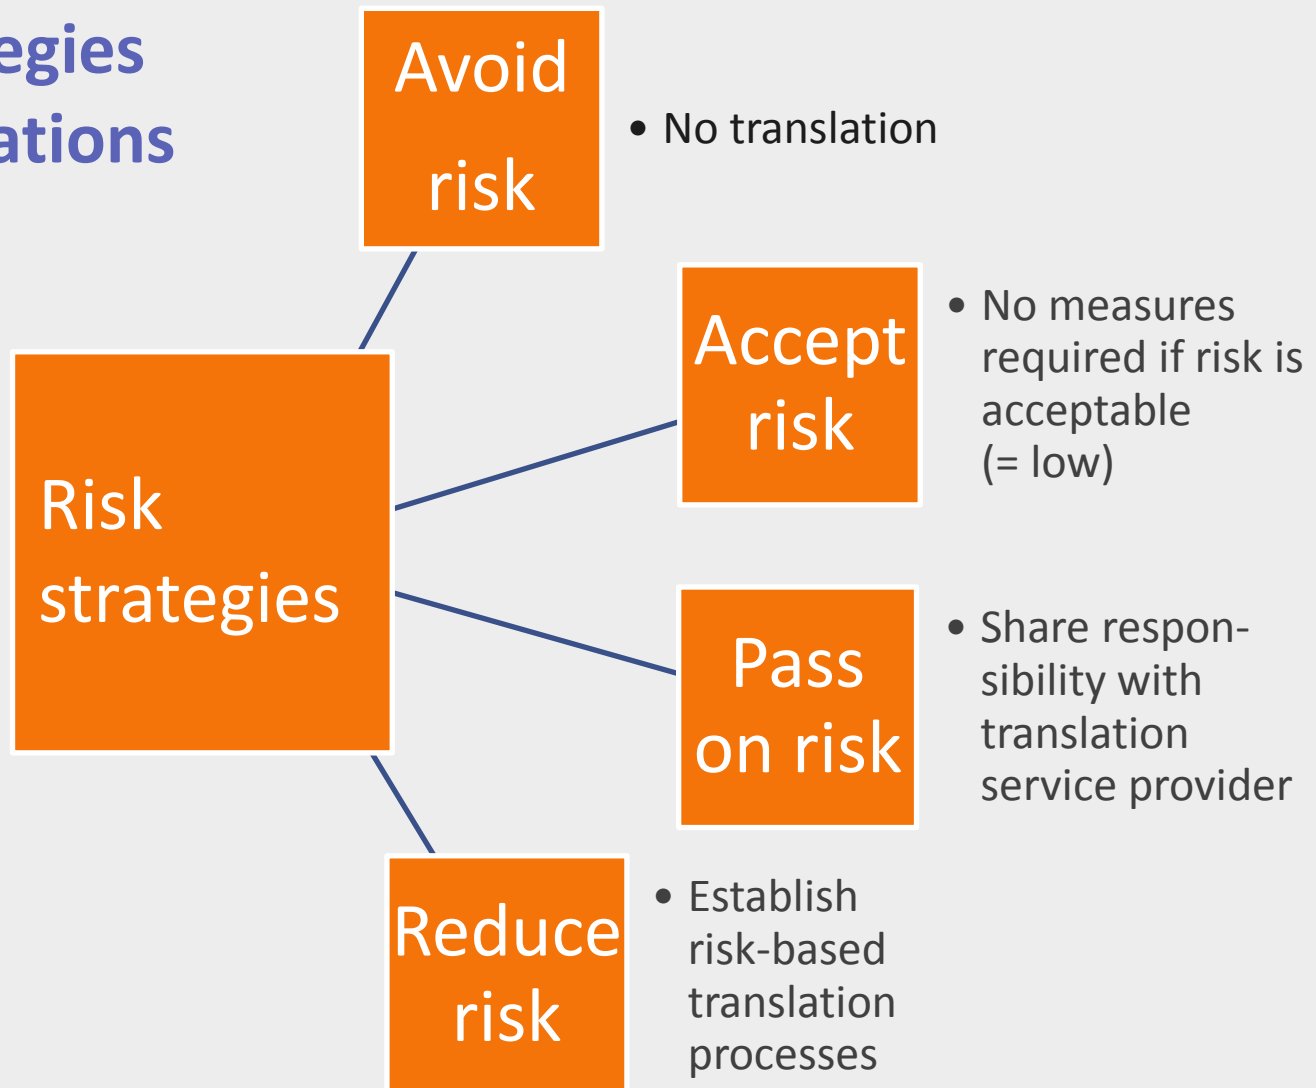 egies
ations
Avoid
risk
• No translation
Accept
risk
• No measures
required if risk is
acceptable
(= low)
Risk
strategies
Pass
on risk
• Share respon-
sibility with
translation
service provider
Reduce
risk
• Establish
risk-based
translation
processes